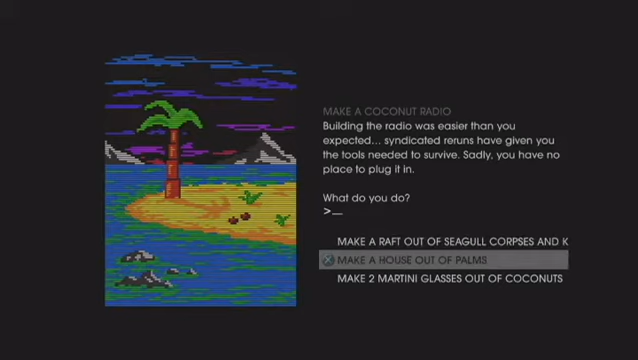 MAKE A COCONUT RADIO
Building the radio was easier than you
expected... syndicated reruns have given you
the tools needed to survive. Sadly, you have no
place to plug it in.
What do you do?
>__
MAKE A RAFT OUT OF SEAGULL CORPSES AND K
MAKE A HOUSE OUT OF PALMS
MAKE 2 MARTINI GLASSES OUT OF COCONUTS